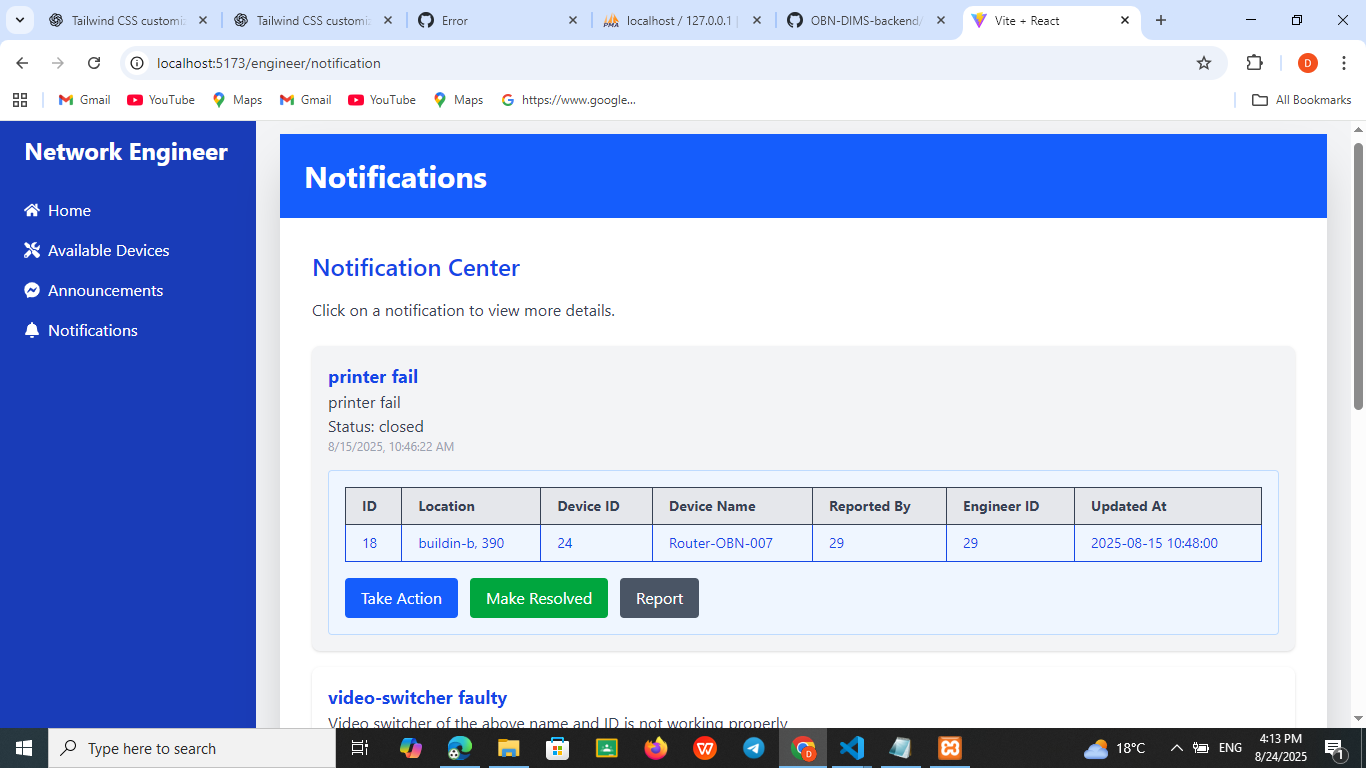 Tailwind CSS customiz
Tailwind CSS customiz
Error
localhost / 127.0.0.1 |
OBN-DIMS-backend/
Vite + React
localhost:5173/engineer/notification
Gmail
YouTube
Maps
Gmail
YouTube
Maps
https://www.google...
All Bookmarks
D
Network Engineer
Home
Available Devices
Announcements
Notifications
Notifications
Notification Center
Click on a notification to view more details.
printer fail
printer fail
Status: closed
8/15/2025, 10:46:22 AM
ID Location Device ID Device Name Reported By Engineer ID Updated At
18 buildin-b, 390 24 Router-OBN-007 29 29 2025-08-15 10:48:00
Take Action Make Resolved Report
video-switcher faulty
Video switcher of the above name and ID is not working properly
Type here to search
18°C
ENG
4:13 PM
8/24/2025
1